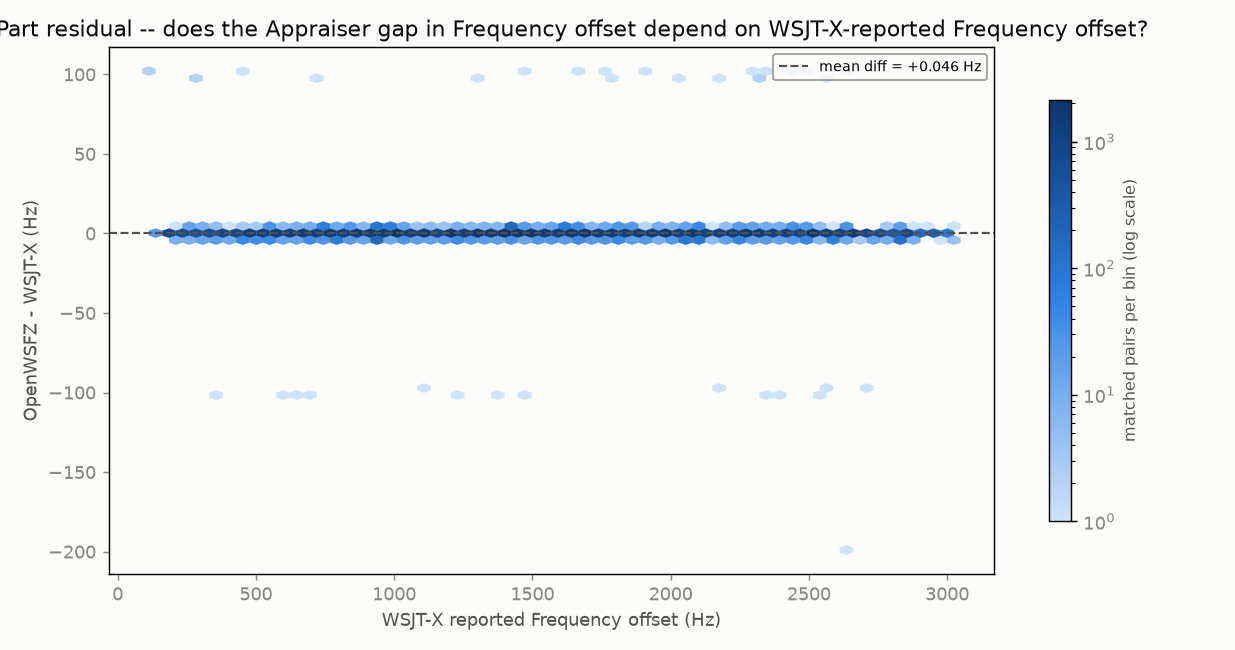 Part residual -- does the Appraiser gap in Frequency offset depend on WSJT-X-reported Frequency offset?
mean diff = +0.046 Hz
100
50
0
−50
−100
−150
−200
OpenWSFZ - WSJT-X (Hz)
0 500 1000 1500 2000 2500 3000
WSJT-X reported Frequency offset (Hz)
10³
10²
10¹
10⁰
matched pairs per bin (log scale)